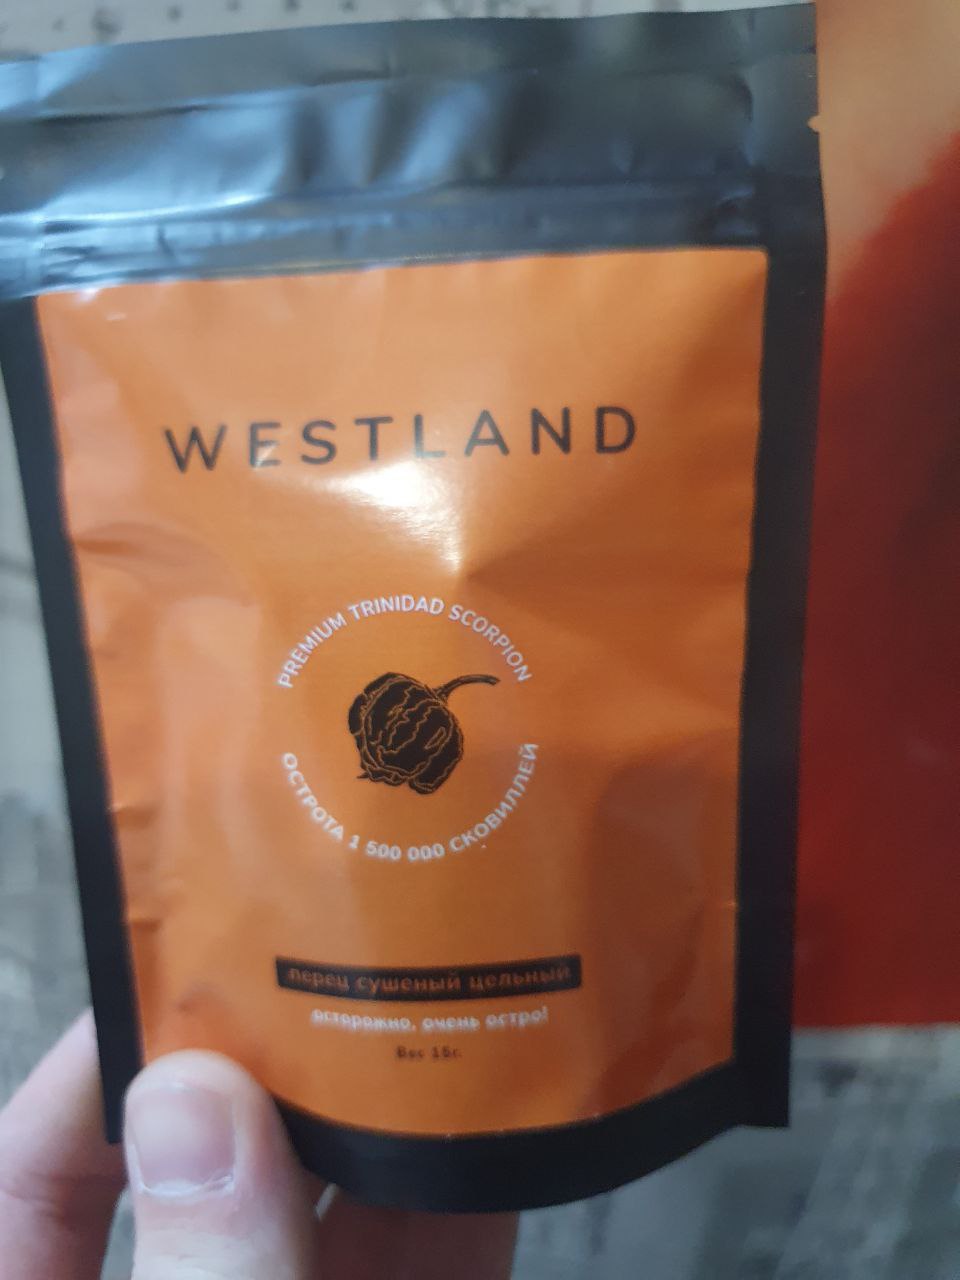 WESTLAND
PREMIUM TRINIDAD SCORPION
ОСТРОТА 1 500 000 СКОВИЛЛЕЙ
перец сушеный цельный
осторожно, очень остро!
Вес 15г.